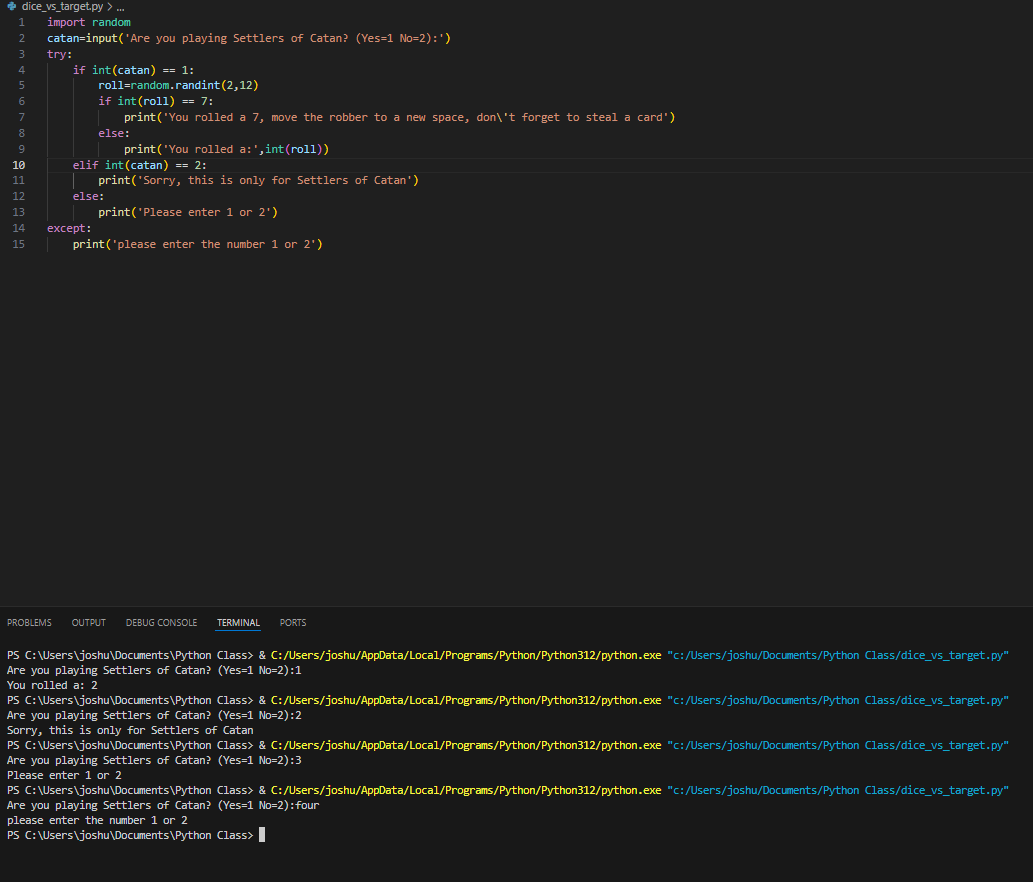 dice_vs_target.py > ...
1 import random
2 catan=input('Are you playing Settlers of Catan? (Yes=1 No=2):')
3 try:
4     if int(catan) == 1:
5         roll=random.randint(2,12)
6         if int(roll) == 7:
7             print('You rolled a 7, move the robber to a new space, don\'t forget to steal a card')
8         else:
9             print('You rolled a:',int(roll))
10     elif int(catan) == 2:
11         print('Sorry, this is only for Settlers of Catan')
12     else:
13         print('Please enter 1 or 2')
14 except:
15     print('please enter the number 1 or 2')
PROBLEMS OUTPUT DEBUG CONSOLE TERMINAL PORTS
PS C:\Users\joshu\Documents\Python Class> & C:/Users/joshu/AppData/Local/Programs/Python/Python312/python.exe "c:/Users/joshu/Documents/Python Class/dice_vs_target.py"
Are you playing Settlers of Catan? (Yes=1 No=2):1
You rolled a: 2
PS C:\Users\joshu\Documents\Python Class> & C:/Users/joshu/AppData/Local/Programs/Python/Python312/python.exe "c:/Users/joshu/Documents/Python Class/dice_vs_target.py"
Are you playing Settlers of Catan? (Yes=1 No=2):2
Sorry, this is only for Settlers of Catan
PS C:\Users\joshu\Documents\Python Class> & C:/Users/joshu/AppData/Local/Programs/Python/Python312/python.exe "c:/Users/joshu/Documents/Python Class/dice_vs_target.py"
Are you playing Settlers of Catan? (Yes=1 No=2):3
Please enter 1 or 2
PS C:\Users\joshu\Documents\Python Class> & C:/Users/joshu/AppData/Local/Programs/Python/Python312/python.exe "c:/Users/joshu/Documents/Python Class/dice_vs_target.py"
Are you playing Settlers of Catan? (Yes=1 No=2):four
please enter the number 1 or 2
PS C:\Users\joshu\Documents\Python Class>